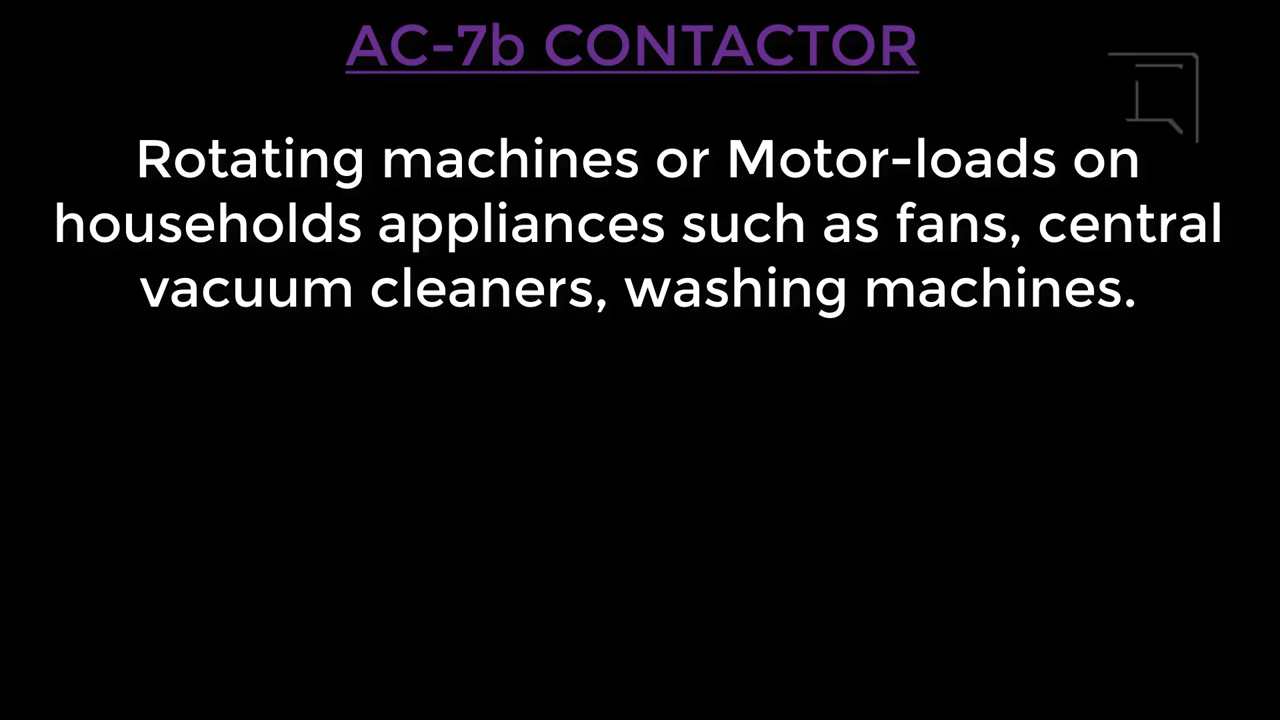 AC-7b CONTACTOR
Rotating machines or Motor-loads on
households appliances such as fans, central
vacuum cleaners, washing machines.